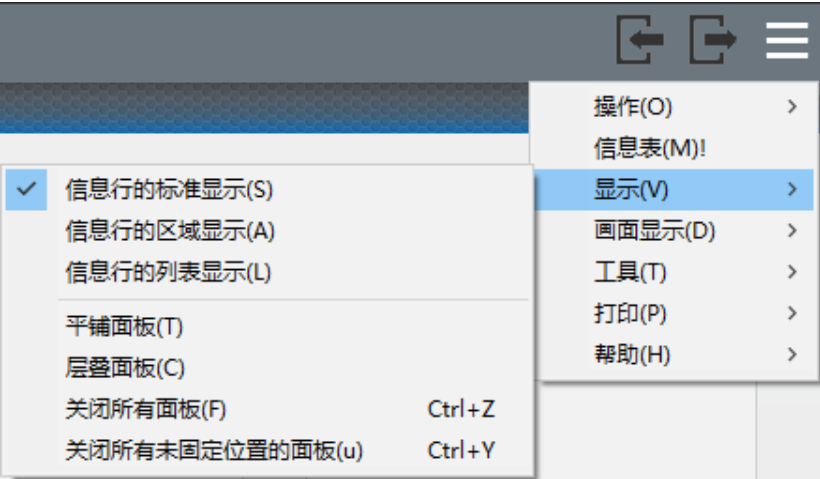 操作(O)
信息表(M)!
显示(V)
画面显示(D)
工具(T)
打印(P)
帮助(H)
信息行的标准显示(S)
信息行的区域显示(A)
信息行的列表显示(L)
平铺面板(T)
层叠面板(C)
关闭所有面板(F) Ctrl+Z
关闭所有未固定位置的面板(u) Ctrl+Y